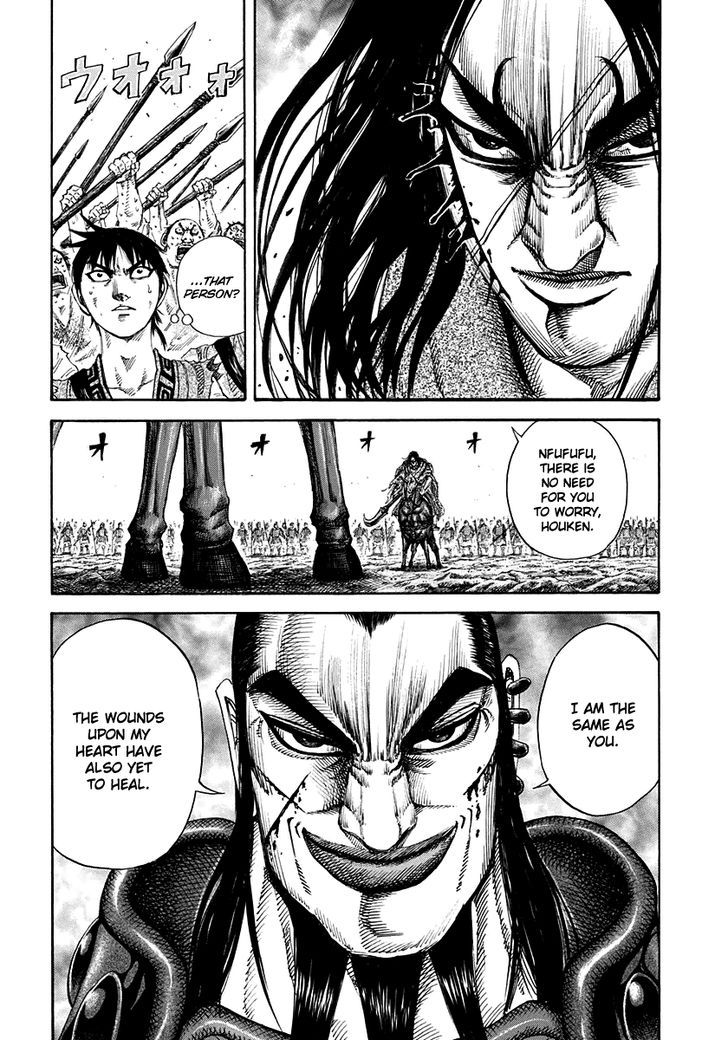 ウオオォォ
...THAT
PERSON?
オ
オ
オ
オ
NFUFUFU,
THERE IS
NO NEED
FOR YOU
TO WORRY,
HOUKEN.
I AM THE
SAME AS
YOU.
THE WOUNDS
UPON MY
HEART HAVE
ALSO YET
TO HEAL.